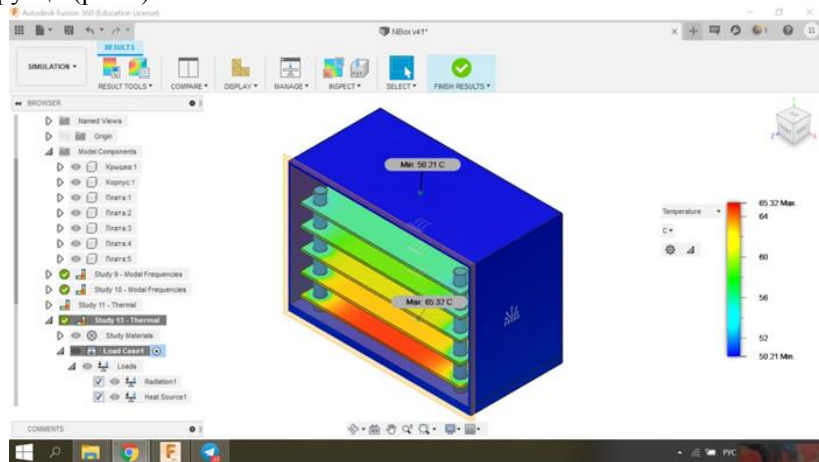 Autodesk Fusion 360 (Education License)
NBox v41*
1
11
RESULTS
SIMULATION
RESULT TOOLS
COMPARE
DISPLAY
MANAGE
INSPECT
SELECT
FINISH RESULTS
BROWSER
Named Views
Origin
Model Components
Крышка:1
Корпус:1
Плата:1
Плата:2
Плата:3
Плата:4
Плата:5
Study 9 - Modal Frequencies
Study 10 - Modal Frequencies
Study 11 - Thermal
Study 13 - Thermal
Study Materials
Load Case1
Loads
Radiation1
Heat Source1
Min: 50.21 C
Max: 65.32 C
Temperature
C
65.32 Max.
64
60
56
52
50.21 Min.
COMMENTS
РУС